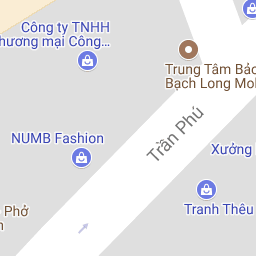 Công ty TNHH
hương mại Công...
Trung Tâm Bảo
Bạch Long Mo
NUMB Fashion
Trần Phú
Xưởng
Tranh Thêu
Phở